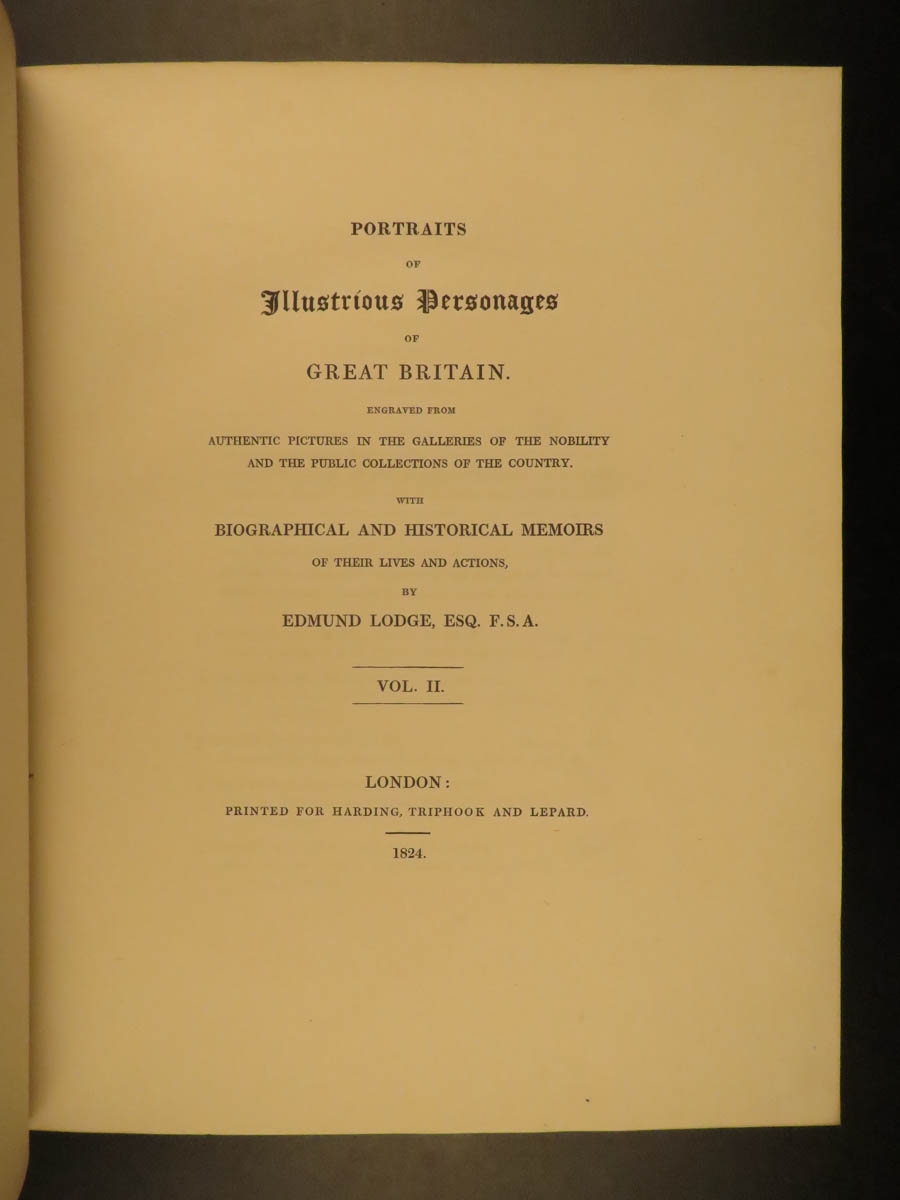 PORTRAITS
OF
Illustrious Personages
OF
GREAT BRITAIN.
ENGRAVED FROM
AUTHENTIC PICTURES IN THE GALLERIES OF THE NOBILITY
AND THE PUBLIC COLLECTIONS OF THE COUNTRY.
WITH
BIOGRAPHICAL AND HISTORICAL MEMOIRS
OF THEIR LIVES AND ACTIONS,
BY
EDMUND LODGE, ESQ. F.S.A.
VOL. II.
LONDON:
PRINTED FOR HARDING, TRIPHOOK AND LEPARD.
1824.